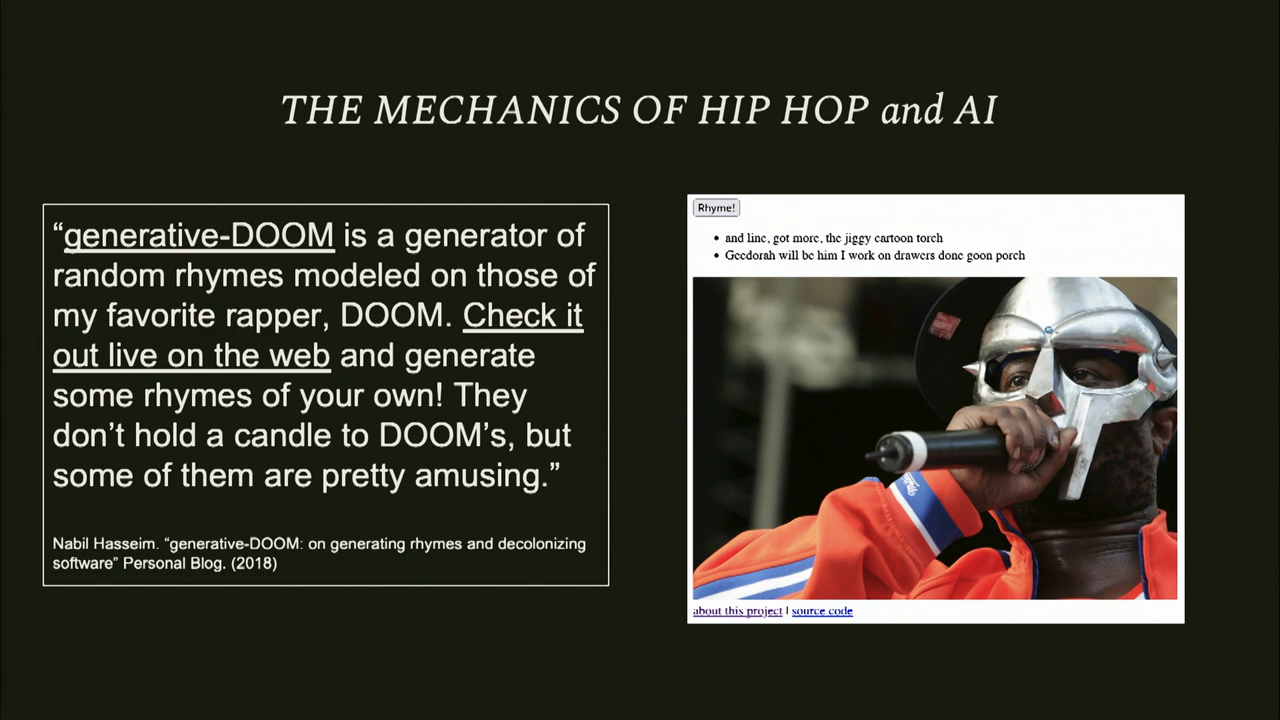 THE MECHANICS OF HIP HOP and AI
“generative-DOOM is a generator of
random rhymes modeled on those of
my favorite rapper, DOOM. Check it
out live on the web and generate
some rhymes of your own! They
don’t hold a candle to DOOM’s, but
some of them are pretty amusing.”
Nabil Hasseim. “generative-DOOM: on generating rhymes and decolonizing
software” Personal Blog. (2018)
Rhyme!
and line, got more, the jiggy cartoon torch
Geedorah will be him I work on drawers done goon porch
about this project | source code